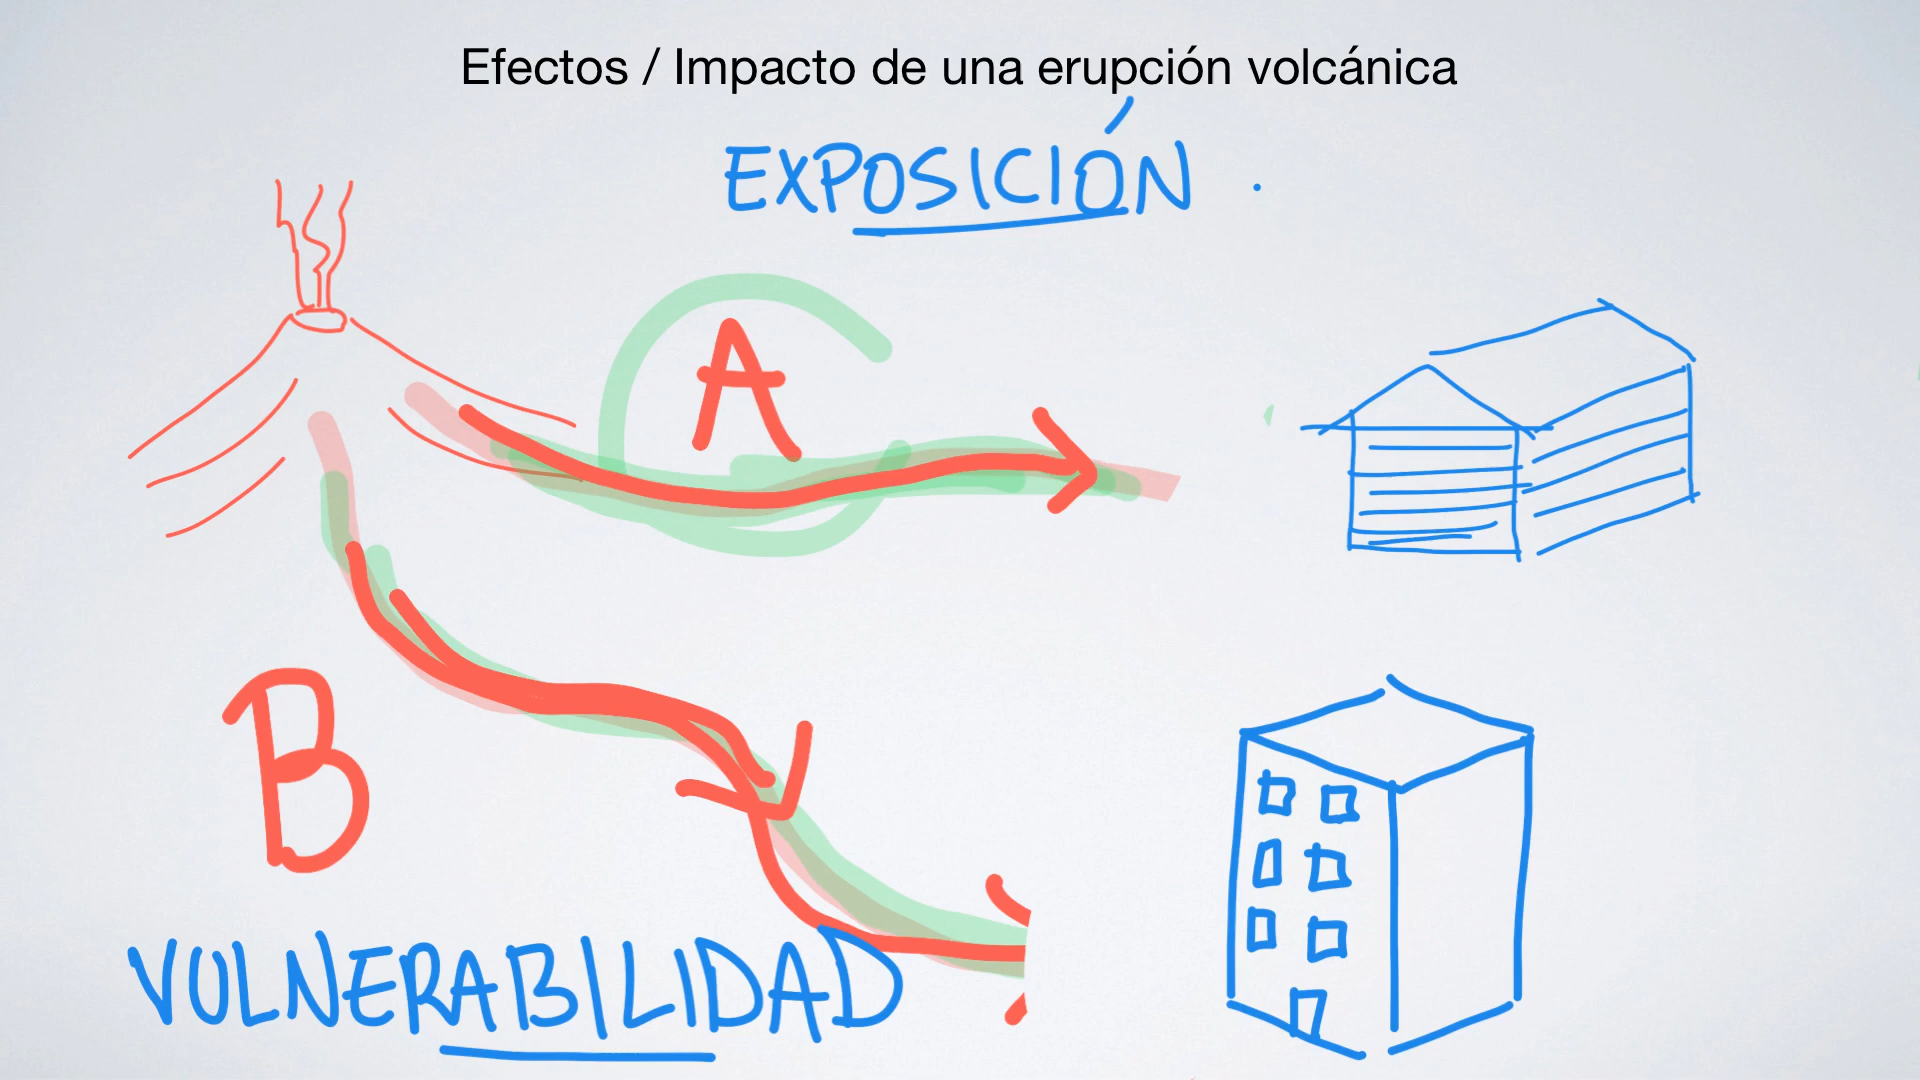 Efectos / Impacto de una erupción volcánica
EXPOSICIÓN
A
B
VULNERABILIDAD